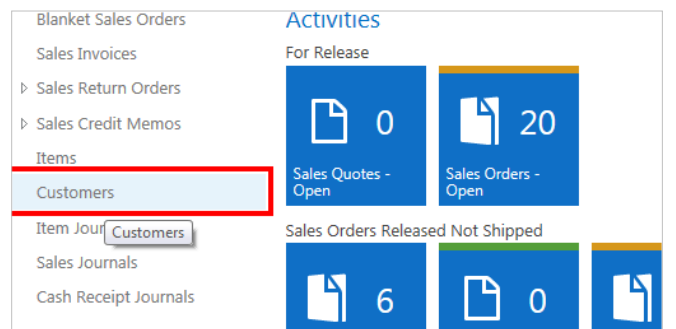 Blanket Sales Orders
Sales Invoices
Sales Return Orders
Sales Credit Memos
Items
Customers
Item Jour
Customers
Sales Journals
Cash Receipt Journals
Activities
For Release
0
Sales Quotes -
Open
20
Sales Orders -
Open
Sales Orders Released Not Shipped
6
0